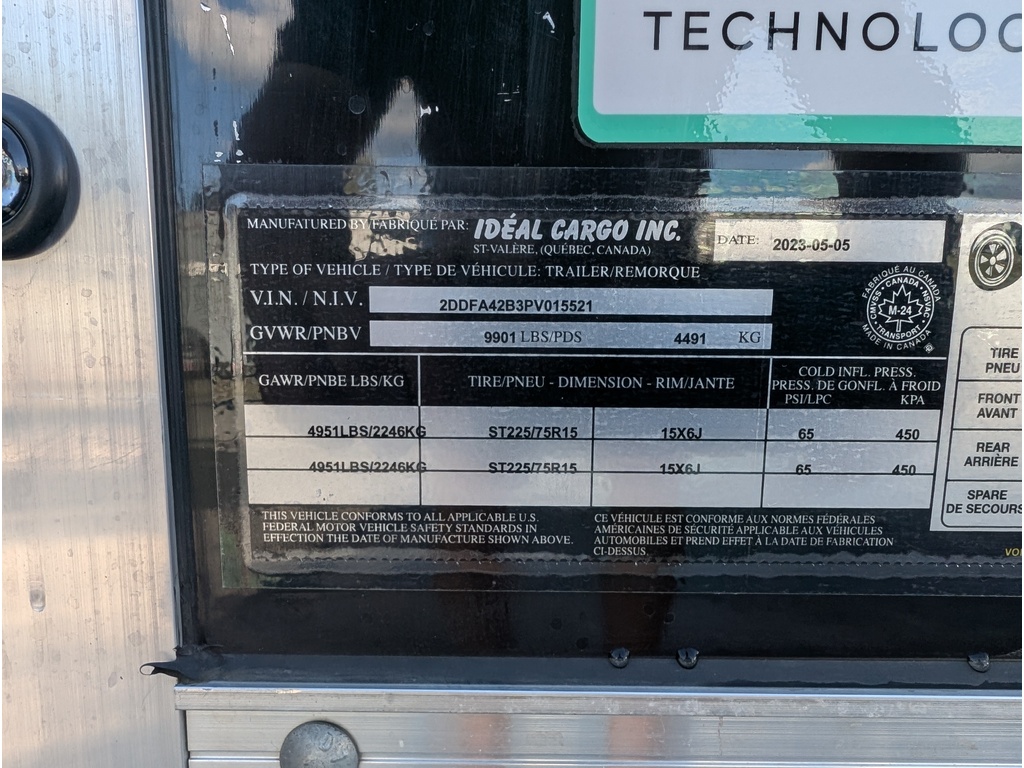 TECHNOLOG
MANUFATURED BY/FABRIQUÉ PAR: IDÉAL CARGO INC.
ST-VALÈRE, (QUÉBEC, CANADA)
DATE: 2023-05-05
TYPE OF VEHICLE / TYPE DE VÉHICULE: TRAILER/REMORQUE
V.I.N. / N.I.V. 2DDFA42B3PV015521
GVWR/PNBV 9901 LBS/PDS 4491 KG
FABRIQUÉ AU CANADA
CMVSS - CANADA - NSVAC
M-24
TRANSPORT
MADE IN CANADA
GAWR/PNBE LBS/KG TIRE/PNEU - DIMENSION - RIM/JANTE COLD INFL. PRESS.
PRESS. DE GONFL. À FROID
PSI/LPC KPA
4951LBS/2246KG ST225/75R15 15X6J 65 450
4951LBS/2246KG ST225/75R15 15X6J 65 450
THIS VEHICLE CONFORMS TO ALL APPLICABLE U.S.
FEDERAL MOTOR VEHICLE SAFETY STANDARDS IN
EFFECTION THE DATE OF MANUFACTURE SHOWN ABOVE.
CE VÉHICULE EST CONFORME AUX NORMES FÉDÉRALES
AMÉRICAINES DE SÉCURITÉ APPLICABLE AUX VÉHICULES
AUTOMOBILES ET PREND EFFET À LA DATE DE FABRICATION
CI-DESSUS.
TIRE
PNEU
FRONT
AVANT
REAR
ARRIÈRE
SPARE
DE SECOURS